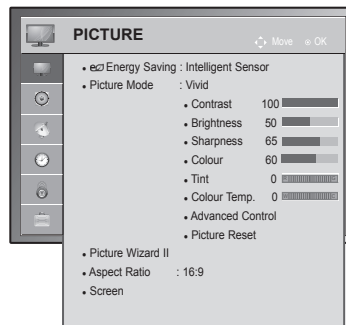 PICTURE
Move OK
• Energy Saving : Intelligent Sensor
• Picture Mode : Vivid
• Contrast 100
• Brightness 50
• Sharpness 65
• Colour 60
• Tint 0
• Colour Temp. 0
• Advanced Control
• Picture Reset
• Picture Wizard II
• Aspect Ratio : 16:9
• Screen